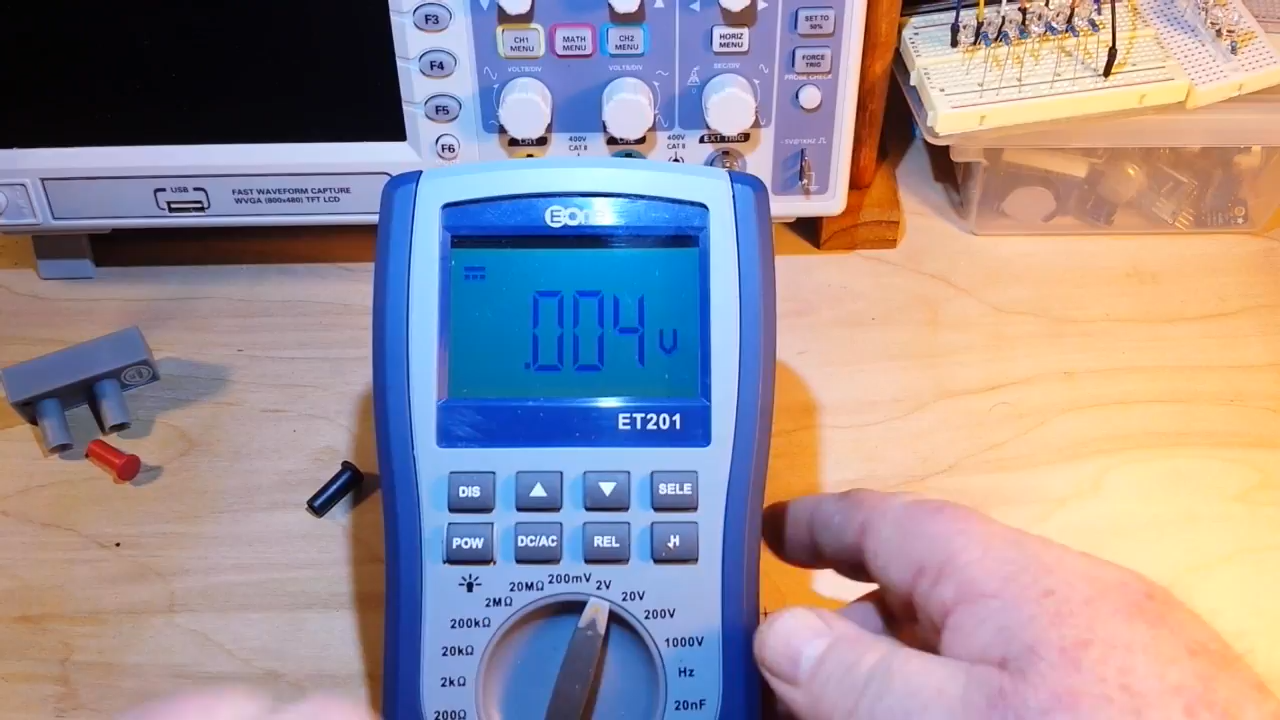 F3
F4
F5
F6
CH1 MENU
MATH MENU
CH2 MENU
HORIZ MENU
SET TO 50%
FORCE TRIG
PROBE CHECK
VOLTS/DIV
VOLTS/DIV
SEC/DIV
CH1
400V CAT II
CH2
400V CAT II
EXT TRIG
USB
FAST WAVEFORM CAPTURE
WVGA (800x480) TFT LCD
.004 V
ET201
DIS
▲
▼
SELE
POW
DC/AC
REL
H
200Ω
2kΩ
20kΩ
200kΩ
2MΩ
20MΩ
200mV
2V
20V
200V
1000V
Hz
20nF